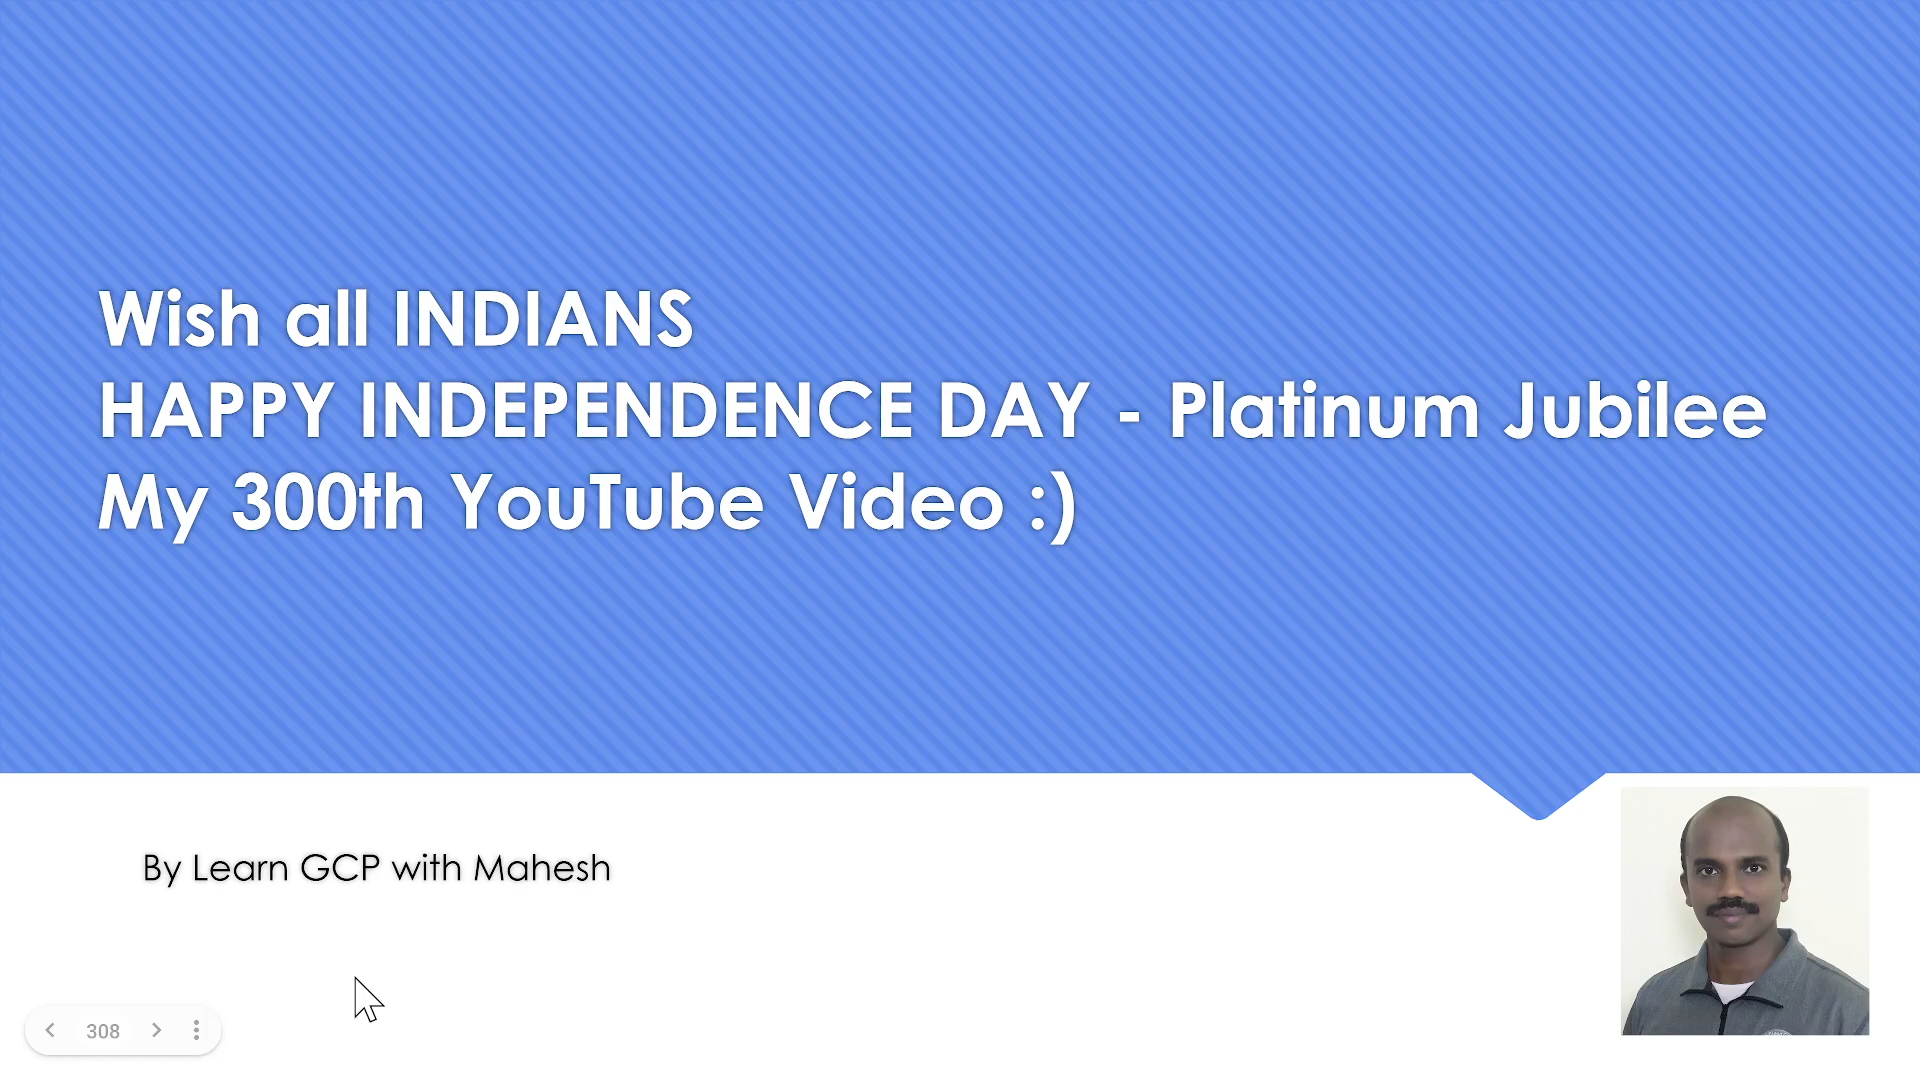 Wish all INDIANS
HAPPY INDEPENDENCE DAY - Platinum Jubilee
My 300th YouTube Video :)
By Learn GCP with Mahesh
308